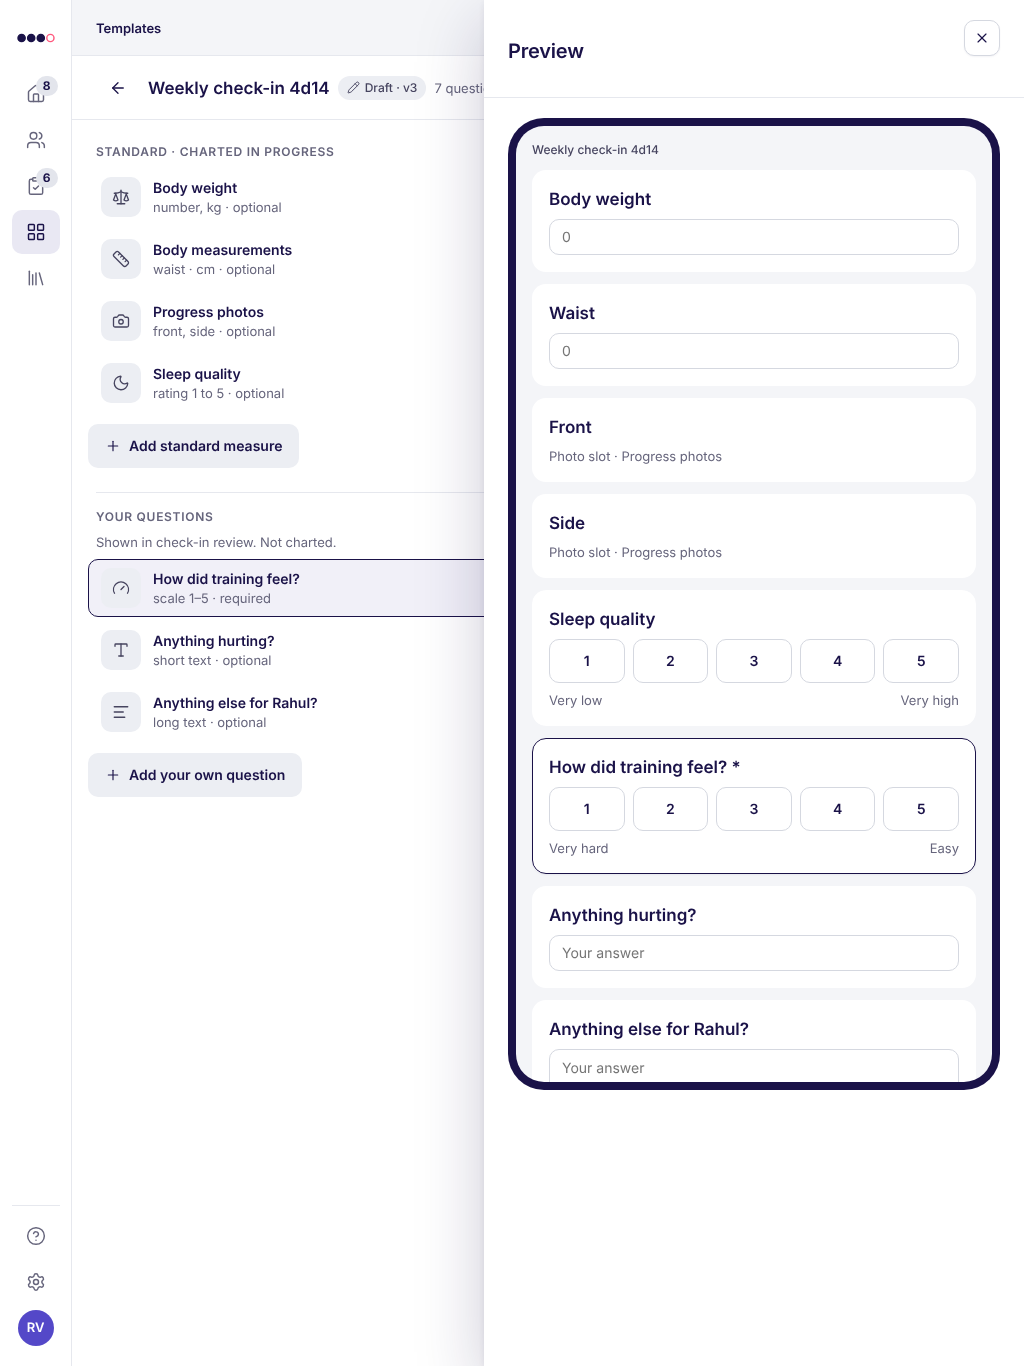 Templates
8
6
Weekly check-in 4d14
Draft · v3
7 questi
STANDARD · CHARTED IN PROGRESS
Body weight
number, kg · optional
Body measurements
waist · cm · optional
Progress photos
front, side · optional
Sleep quality
rating 1 to 5 · optional
Add standard measure
YOUR QUESTIONS
Shown in check-in review. Not charted.
How did training feel?
scale 1–5 · required
Anything hurting?
short text · optional
Anything else for Rahul?
long text · optional
Add your own question
RV
Preview
Weekly check-in 4d14
Body weight
0
Waist
0
Front
Photo slot · Progress photos
Side
Photo slot · Progress photos
Sleep quality
1 2 3 4 5
Very low Very high
How did training feel? *
1 2 3 4 5
Very hard Easy
Anything hurting?
Your answer
Anything else for Rahul?
Your answer